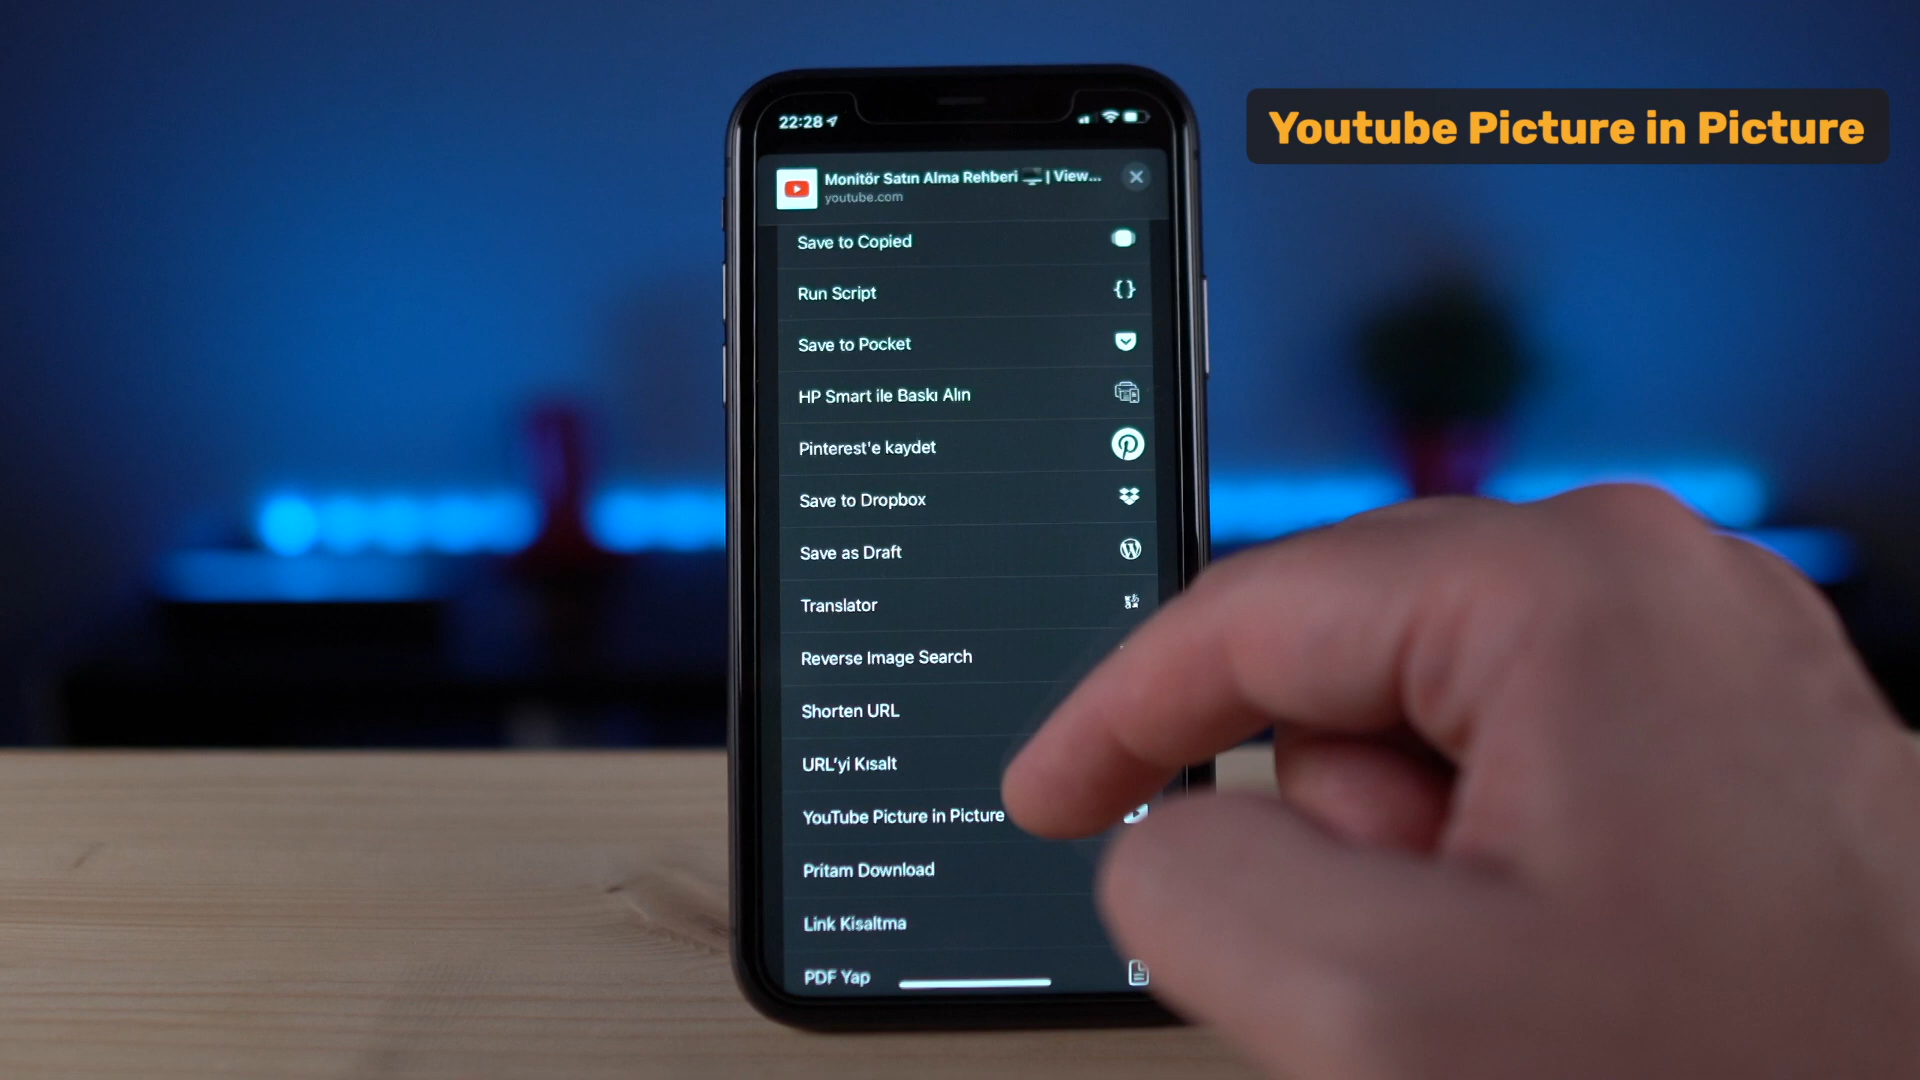 Youtube Picture in Picture
22:28
Monitör Satın Alma Rehberi 🖥️ | View...
youtube.com
Save to Copied
Run Script
Save to Pocket
HP Smart ile Baskı Alın
Pinterest'e kaydet
Save to Dropbox
Save as Draft
Translator
Reverse Image Search
Shorten URL
URL'yi Kısalt
YouTube Picture in Picture
Pritam Download
Link Kisaltma
PDF Yap